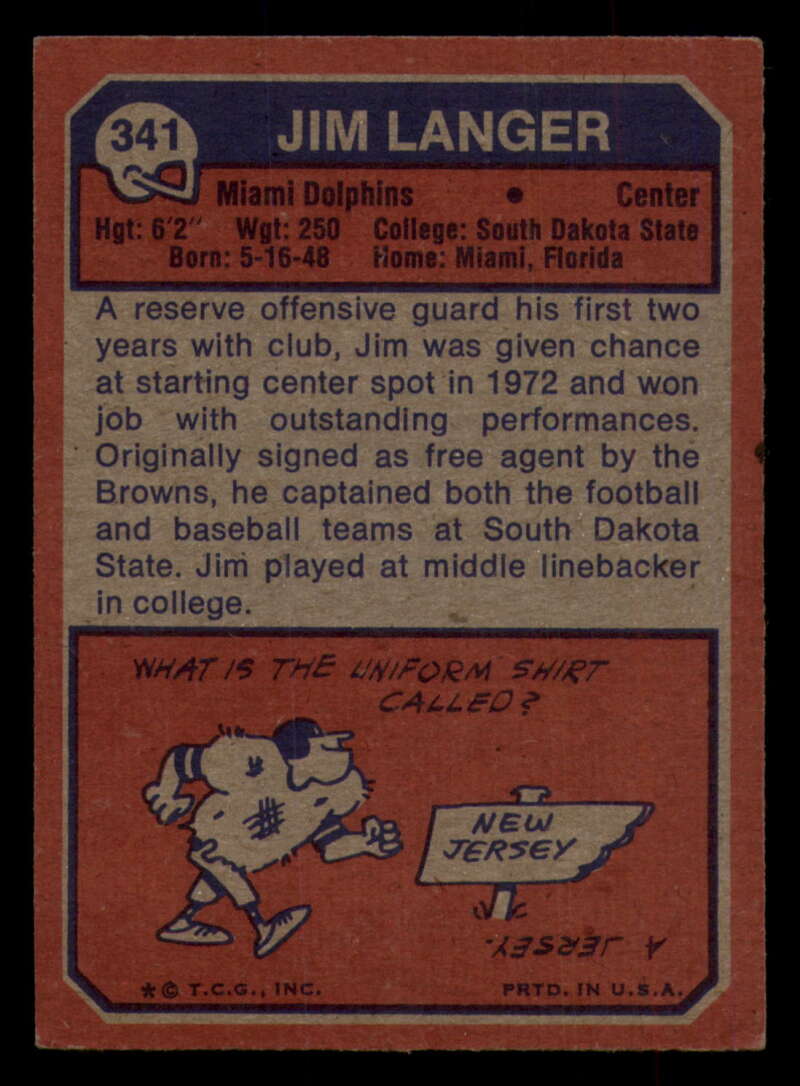 341
JIM LANGER
Miami Dolphins • Center
Hgt: 6'2" Wgt: 250 College: South Dakota State
Born: 5-16-48 Home: Miami, Florida
A reserve offensive guard his first two
years with club, Jim was given chance
at starting center spot in 1972 and won
job with outstanding performances.
Originally signed as free agent by the
Browns, he captained both the football
and baseball teams at South Dakota
State. Jim played at middle linebacker
in college.
WHAT IS THE UNIFORM SHIRT
CALLED?
NEW
JERSEY
A JERSEY.
* © T.C.G., INC. PRTD. IN U.S.A.